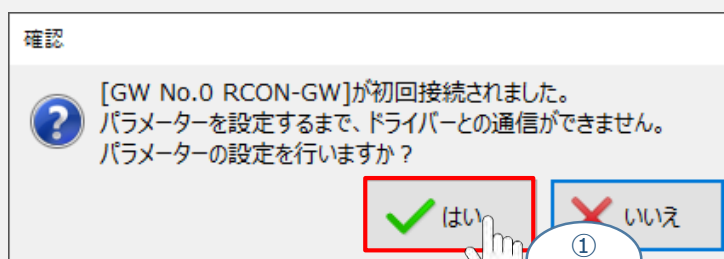 確認
[GW No.0 RCON-GW]が初回接続されました。
パラメーターを設定するまで、ドライバーとの通信ができません。
パラメーターの設定を行いますか？
はい
いいえ
①